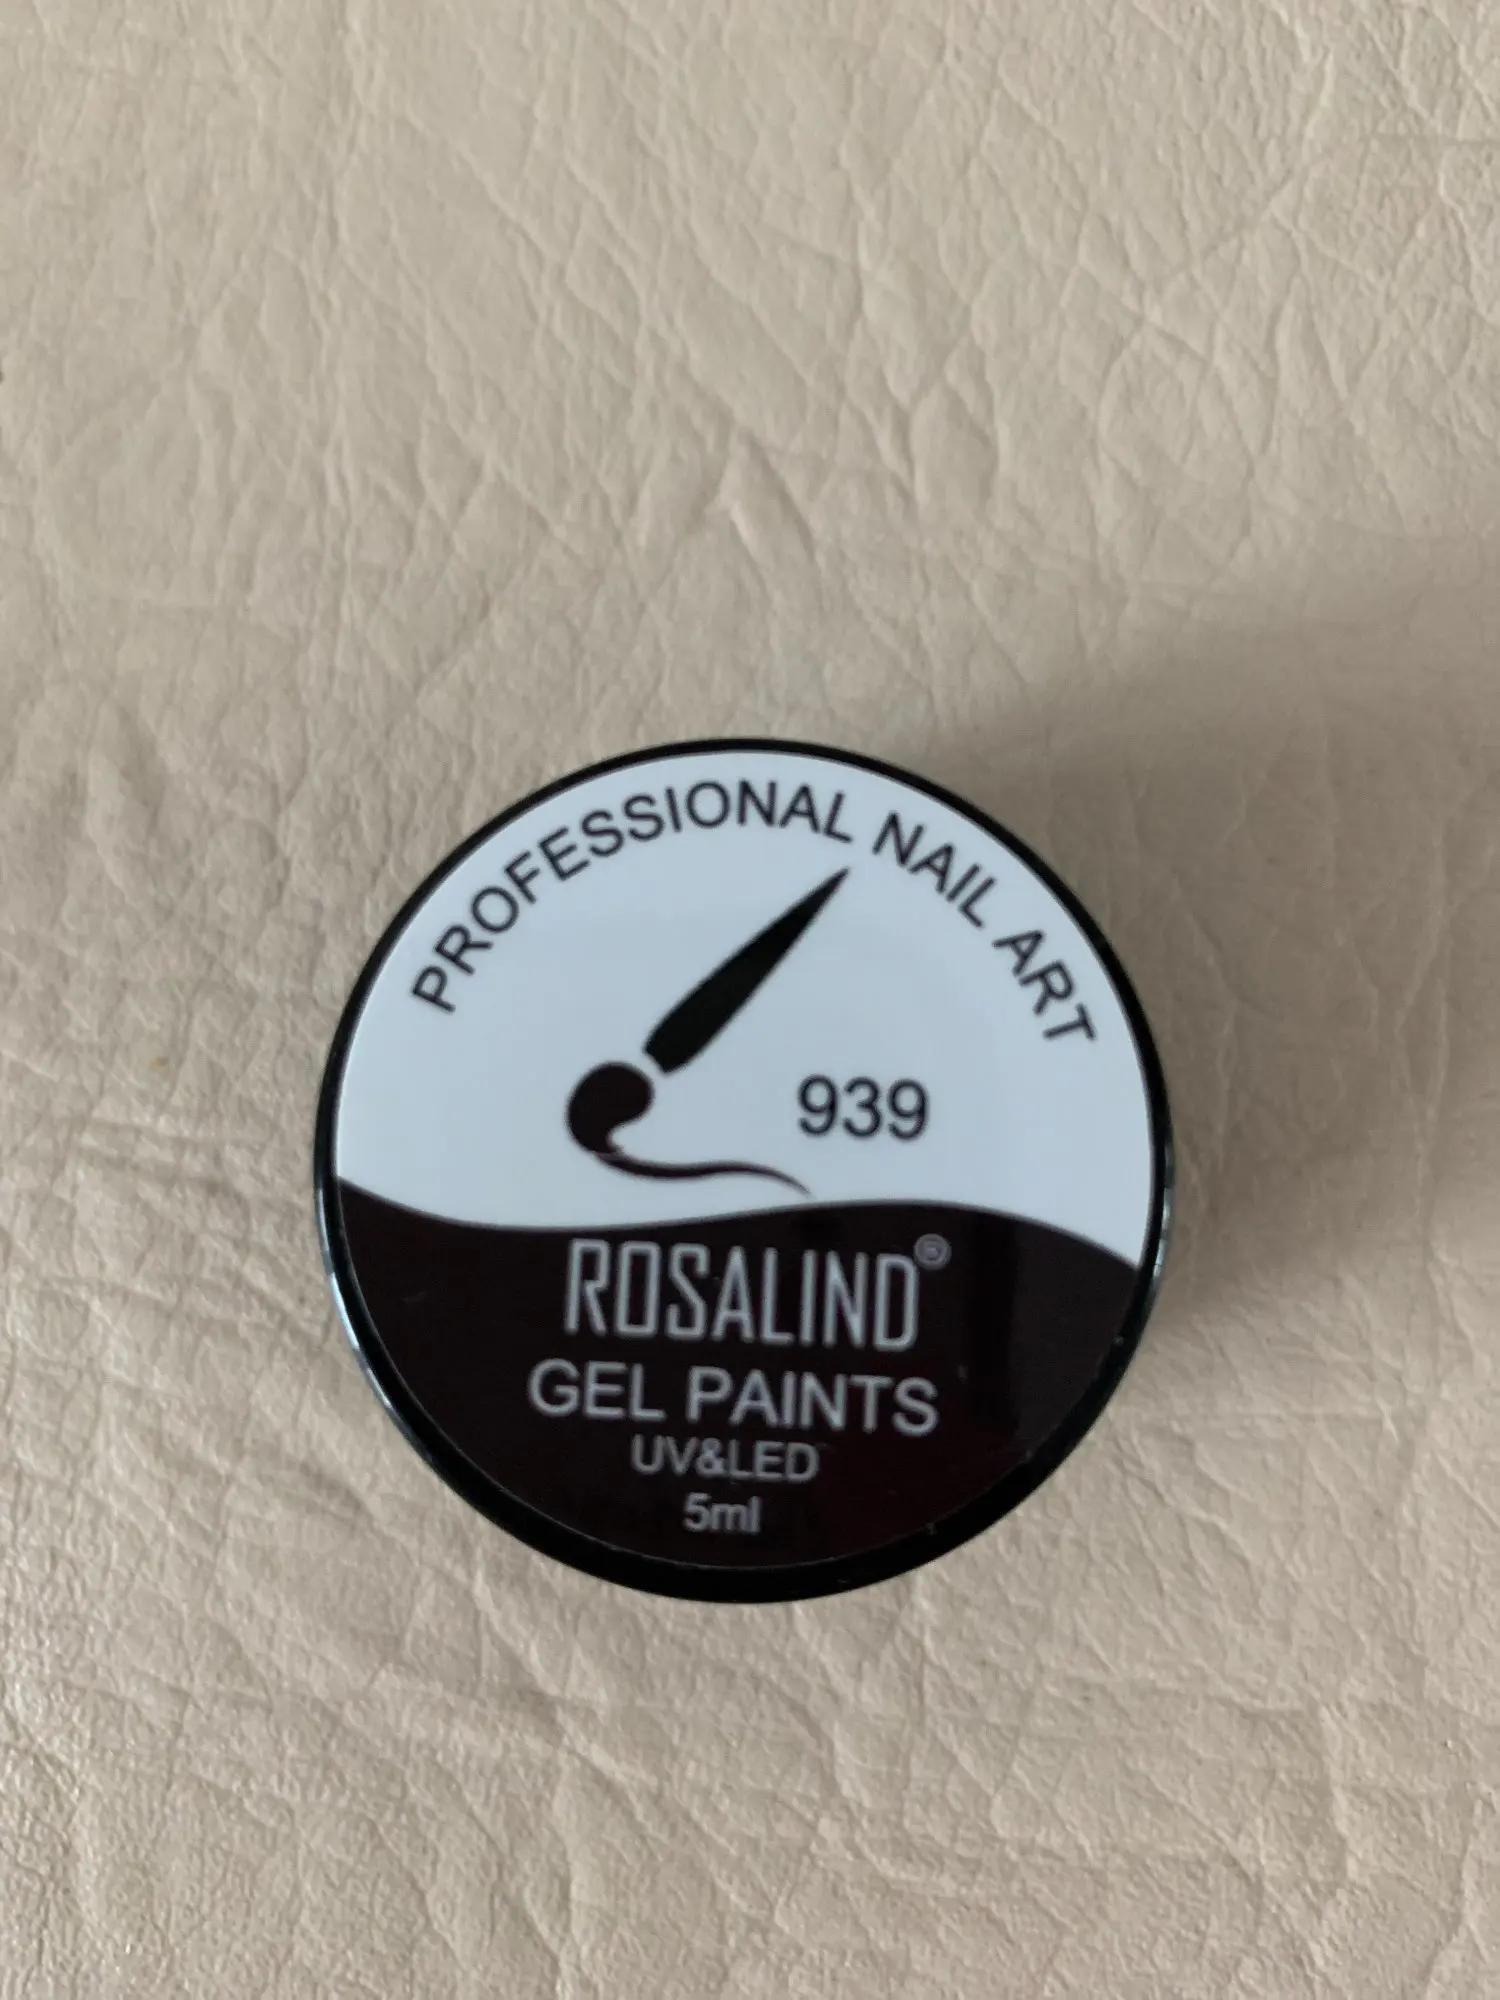 PROFESSIONAL NAIL ART
939
ROSALIND®
GEL PAINTS
UV&LED
5ml